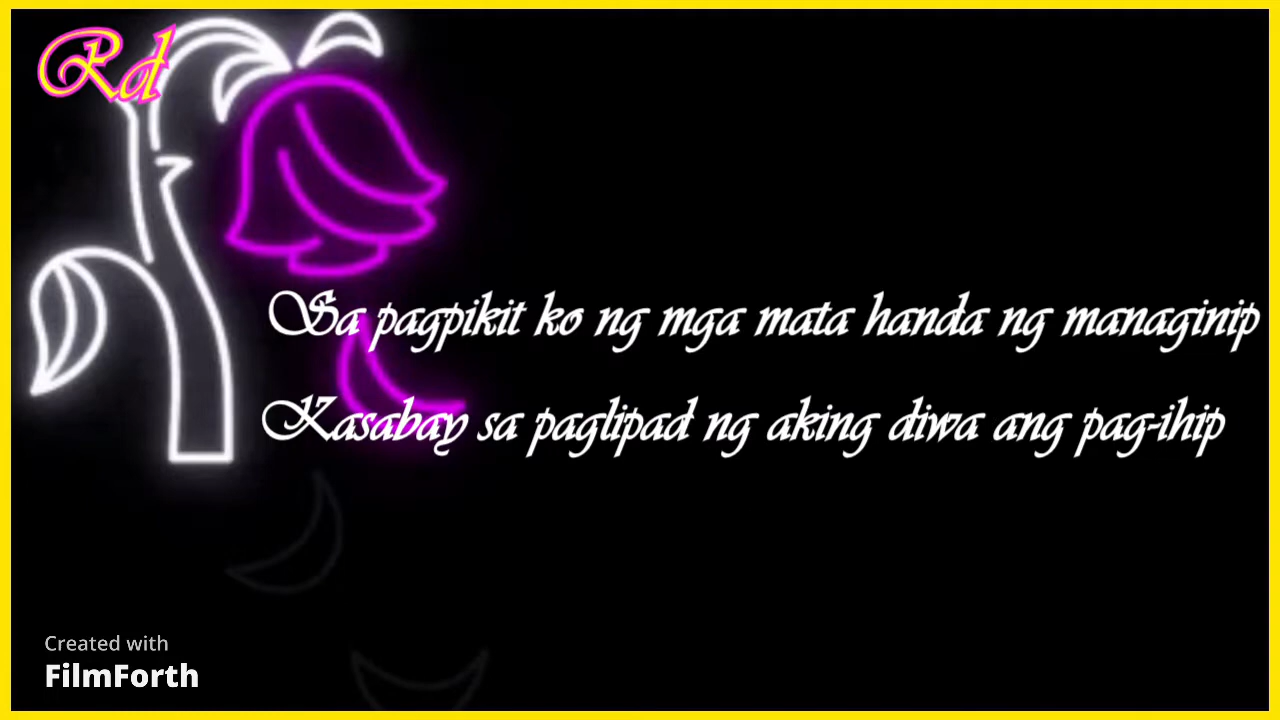 Rd
Sa pagpikit ko ng mga mata handa ng managinip
Kasabay sa paglipad ng aking diwa ang pag-ihip
Created with
FilmForth